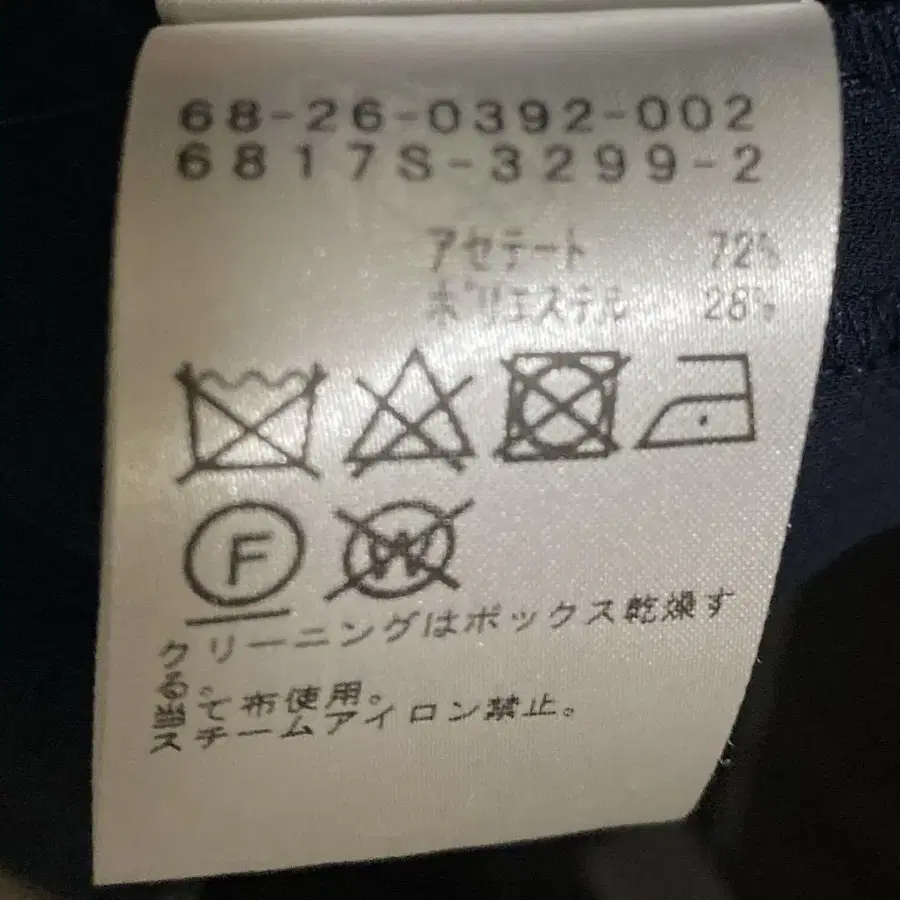 68-26-0392-002
6817S-3299-2
アセテート 72%
ポリエステル 28%
F
W
クリーニングはボックス乾燥す
る。
当て布使用。
スチームアイロン禁止。